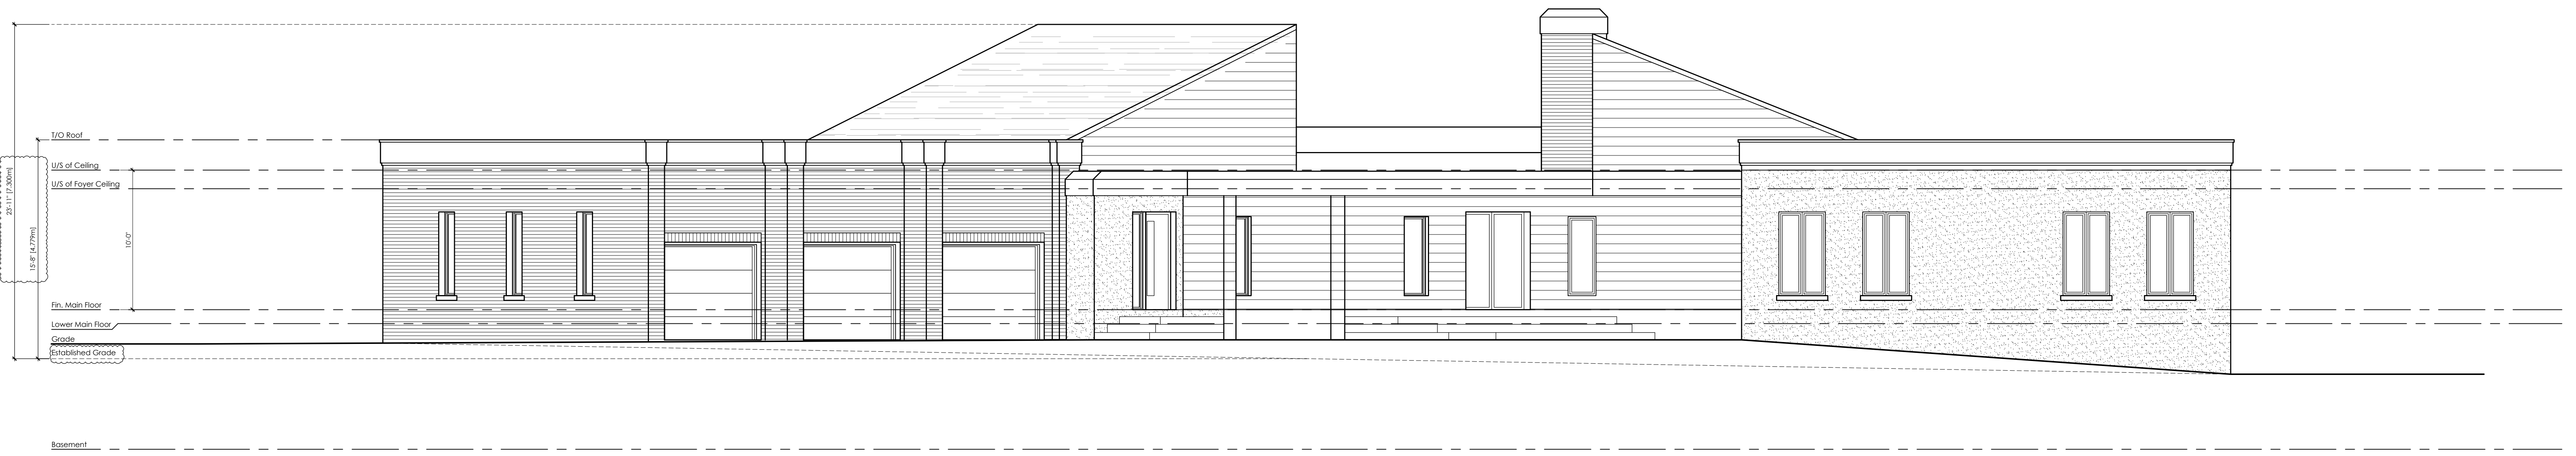 T/O Roof
U/S of Ceiling
U/S of Foyer Ceiling
23'-11" [7.300m]
15'-8" [4.779m]
10'-0"
Fin. Main Floor
Lower Main Floor
Grade
Established Grade
Basement